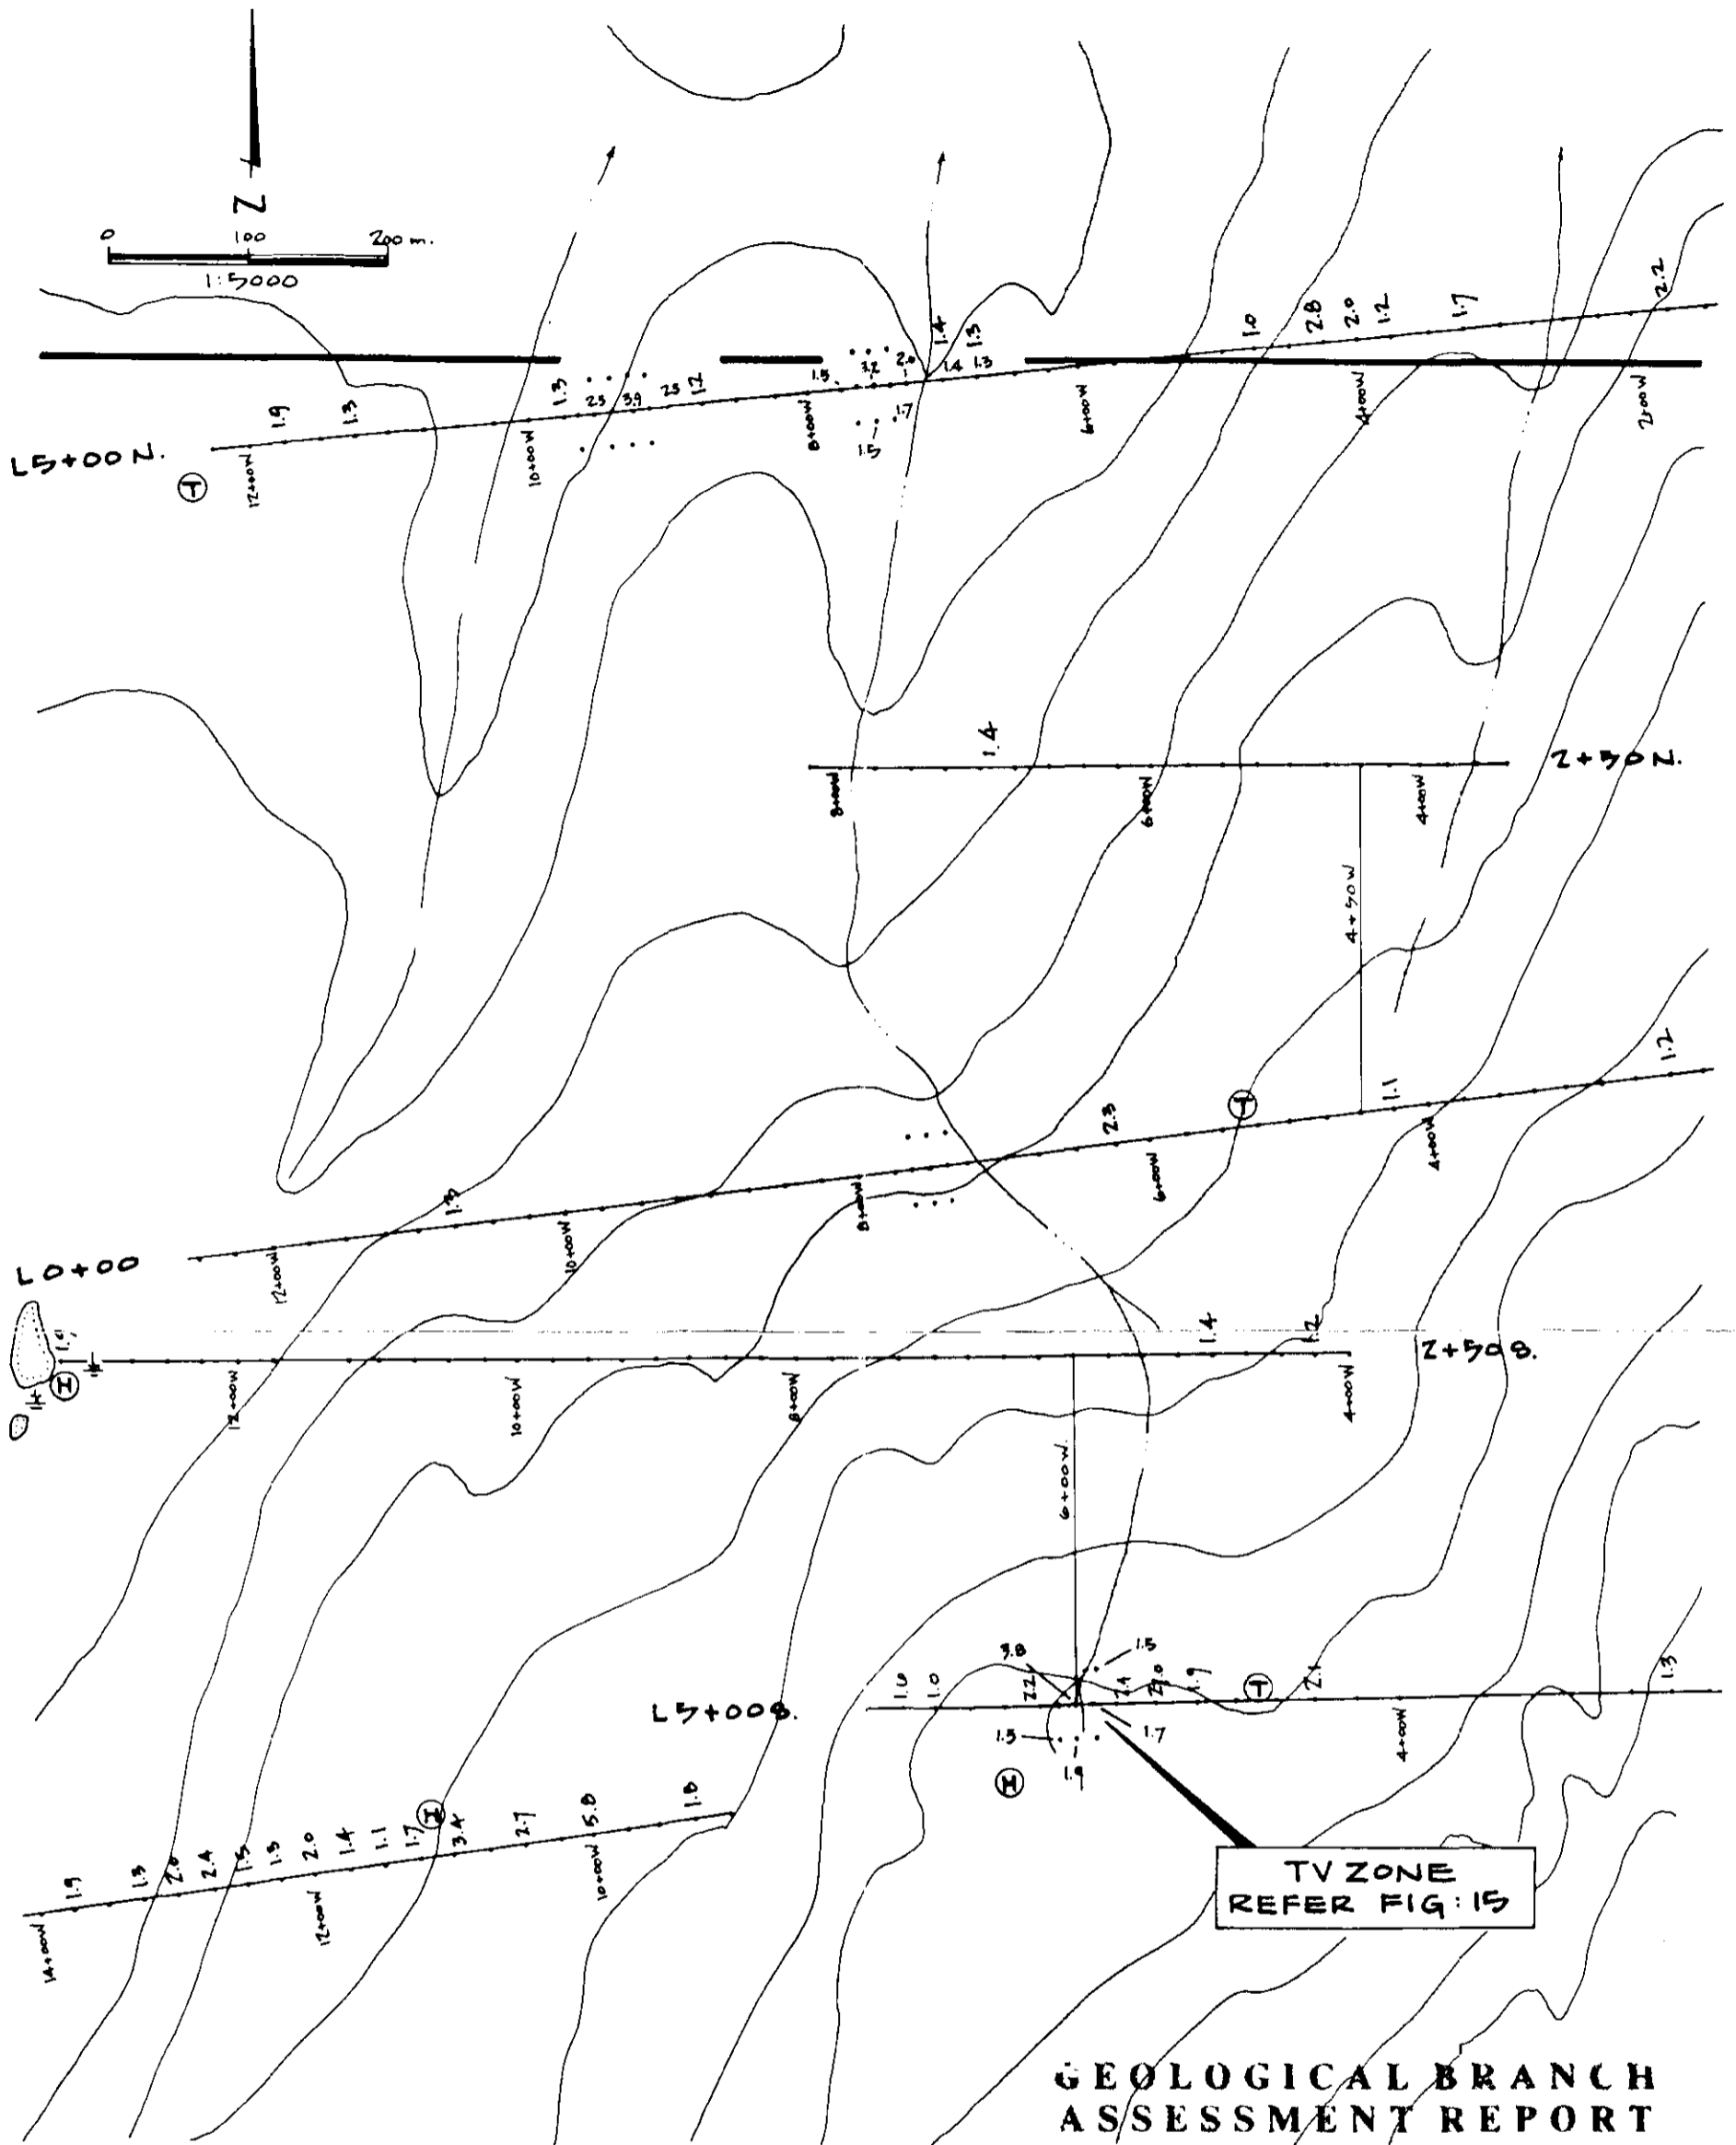 N
0 100 200 m.
1:5000
2.2
1.7
1.2
2.0
2.8
1.0
1.4 1.3
1.5 2.0 1.4 1.3
1.9 1.3 1.3 2.5 3.9 2.3
1.7
1.5
L5+00 N.
12+00W 10+00W 8+00W 6+00W 4+00W 2+00W
T
1.4
2+50N.
8+00W 6+00W 4+00W
4+50W
1.2
1.1
T
2.3
1.3
L0+00
12+00W 10+00W 8+00W 6+00W 4+00W
1.4 1.2
2+50S.
I
12+00W 10+00W 8+00W 4+00W
6+00W
3.8 1.5
1.6 1.0 2.2 2.4 2.0 1.9 T 2.1 1.3
L5+00S.
1.5 1.7
1.9
4+00W
I
I
1.9 1.3 2.0 2.4 1.5 1.3 2.0 1.4 1.1 1.7 3.4 2.7 5.8 1.8
14+00W 12+00W 10+00W
TV ZONE
REFER FIG: 15
GEOLOGICAL BRANCH
ASSESSMENT REPORT